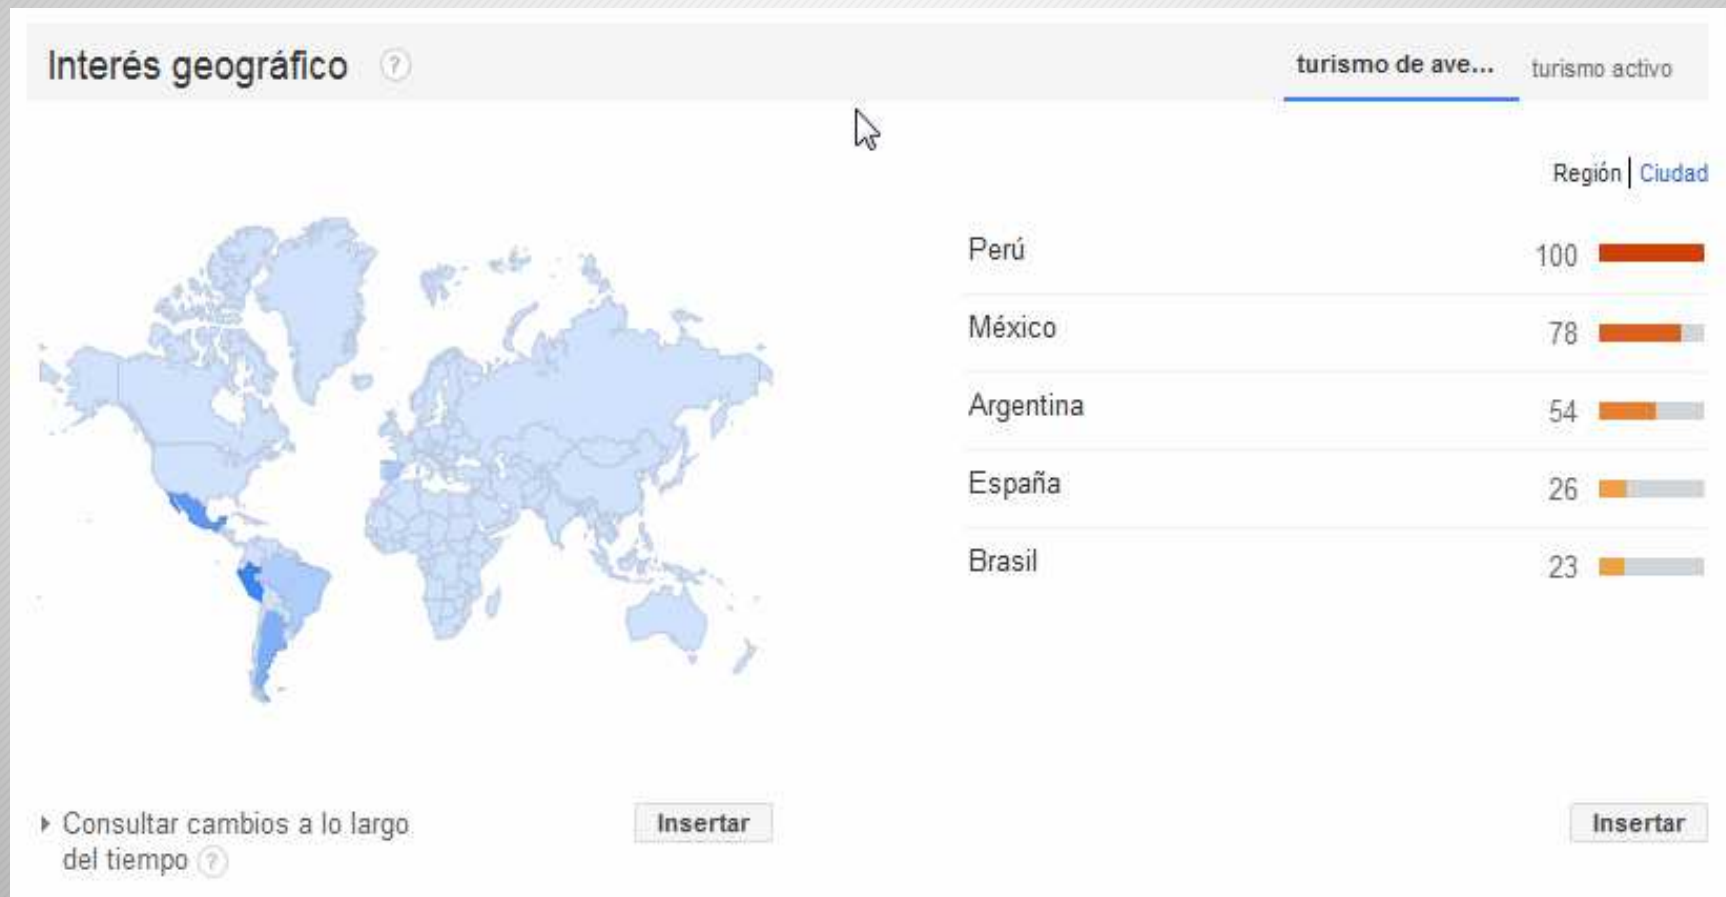 Interés geográfico ?
turismo de ave... turismo activo
Región | Ciudad
Perú 100
México 78
Argentina 54
España 26
Brasil 23
Consultar cambios a lo largo
del tiempo ?
Insertar
Insertar